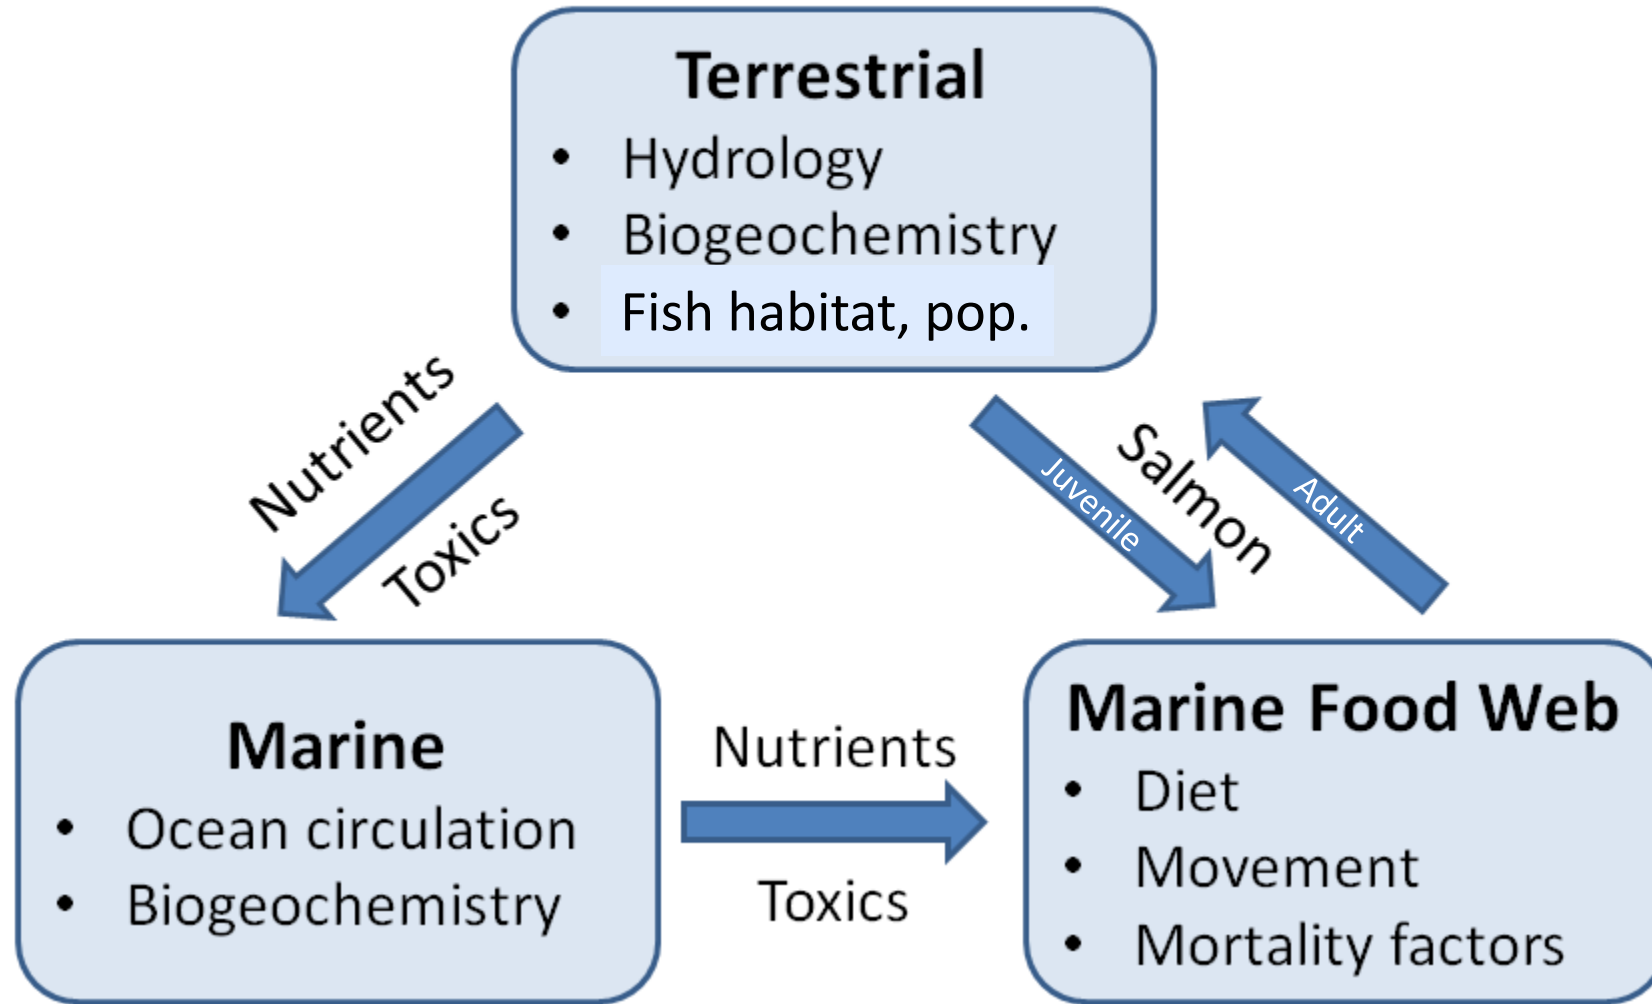 Terrestrial
• Hydrology
• Biogeochemistry
• Fish habitat, pop.
Nutrients
Toxics
Juvenile
Salmon
Adult
Marine
• Ocean circulation
• Biogeochemistry
Nutrients
Toxics
Marine Food Web
• Diet
• Movement
• Mortality factors